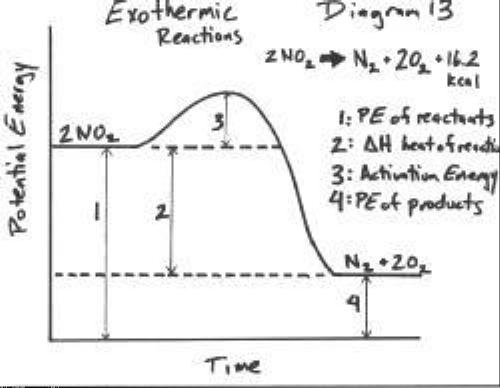 Exothermic Reactions
Diagram 13
2NO₂ → N₂ + 2O₂ + 16.2 kcal
1: PE of reactants
2: ΔH heat of reactio
3: Activation Energy
4: PE of products
Potential Energy
2NO₂
3
1
2
N₂ + 2O₂
4
Time